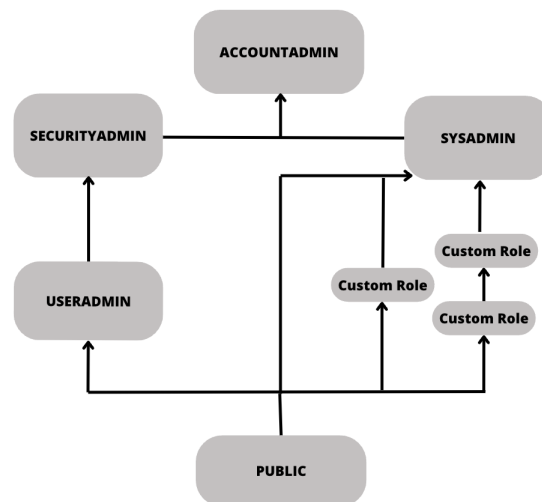 ACCOUNTADMIN
SECURITYADMIN
SYSADMIN
Custom Role
Custom Role
USERADMIN
Custom Role
PUBLIC